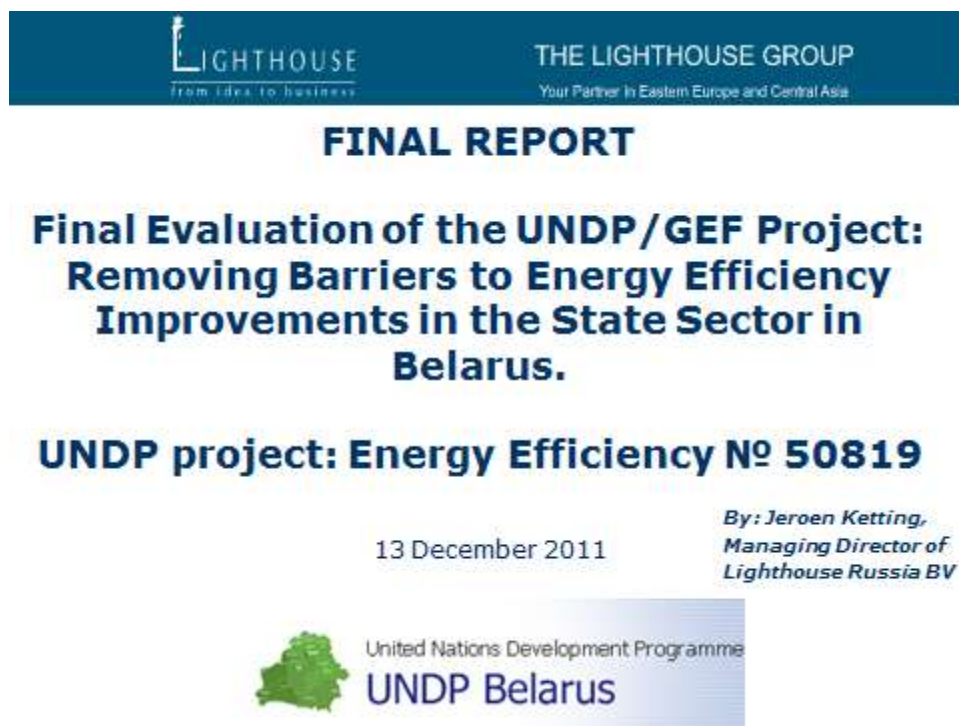 LIGHTHOUSE
from idea to business
THE LIGHTHOUSE GROUP
Your Partner in Eastern Europe and Central Asia
FINAL REPORT
Final Evaluation of the UNDP/GEF Project:
Removing Barriers to Energy Efficiency
Improvements in the State Sector in
Belarus.
UNDP project: Energy Efficiency № 50819
13 December 2011
By: Jeroen Ketting,
Managing Director of
Lighthouse Russia BV
United Nations Development Programme
UNDP Belarus